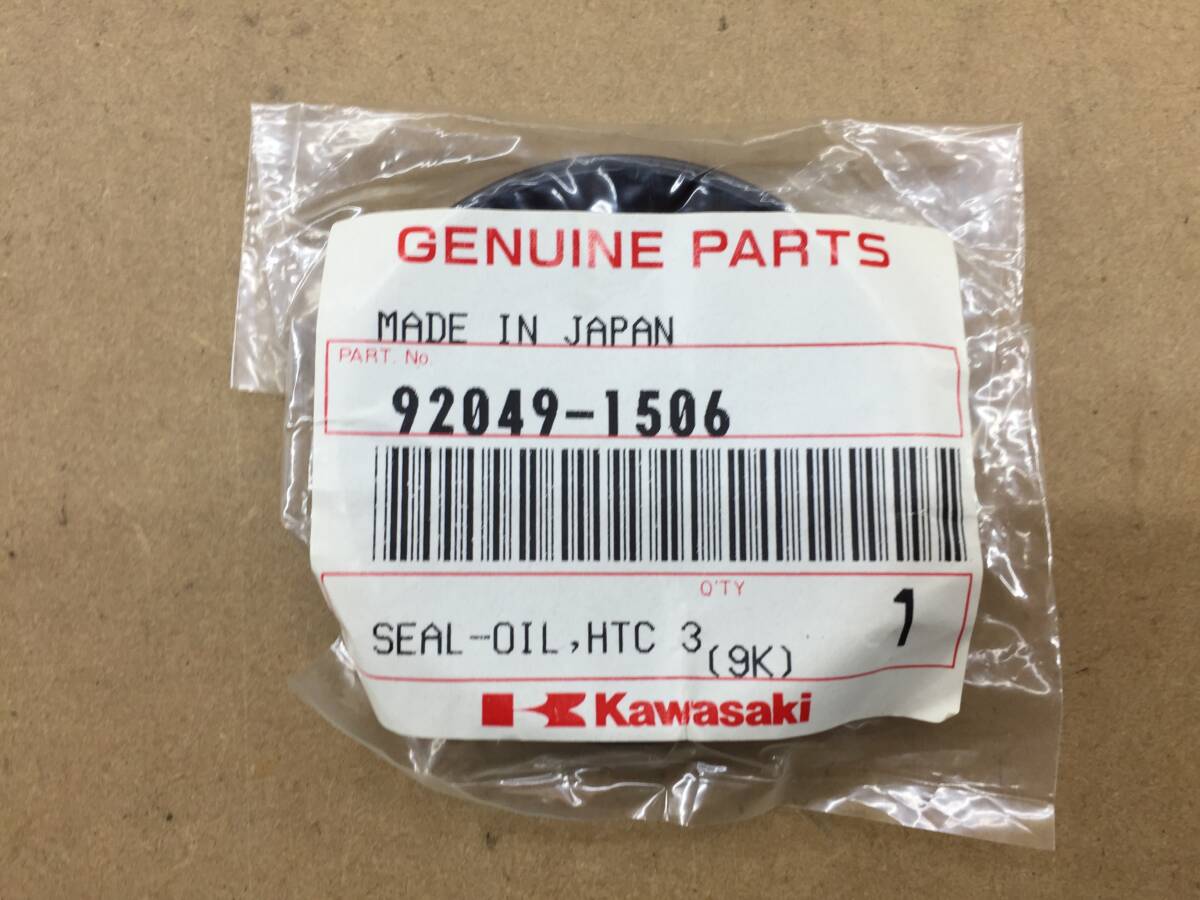 GENUINE PARTS
MADE IN JAPAN
PART. No.
92049-1506
Q'TY
1
SEAL-OIL,HTC 3
(9K)
Kawasaki